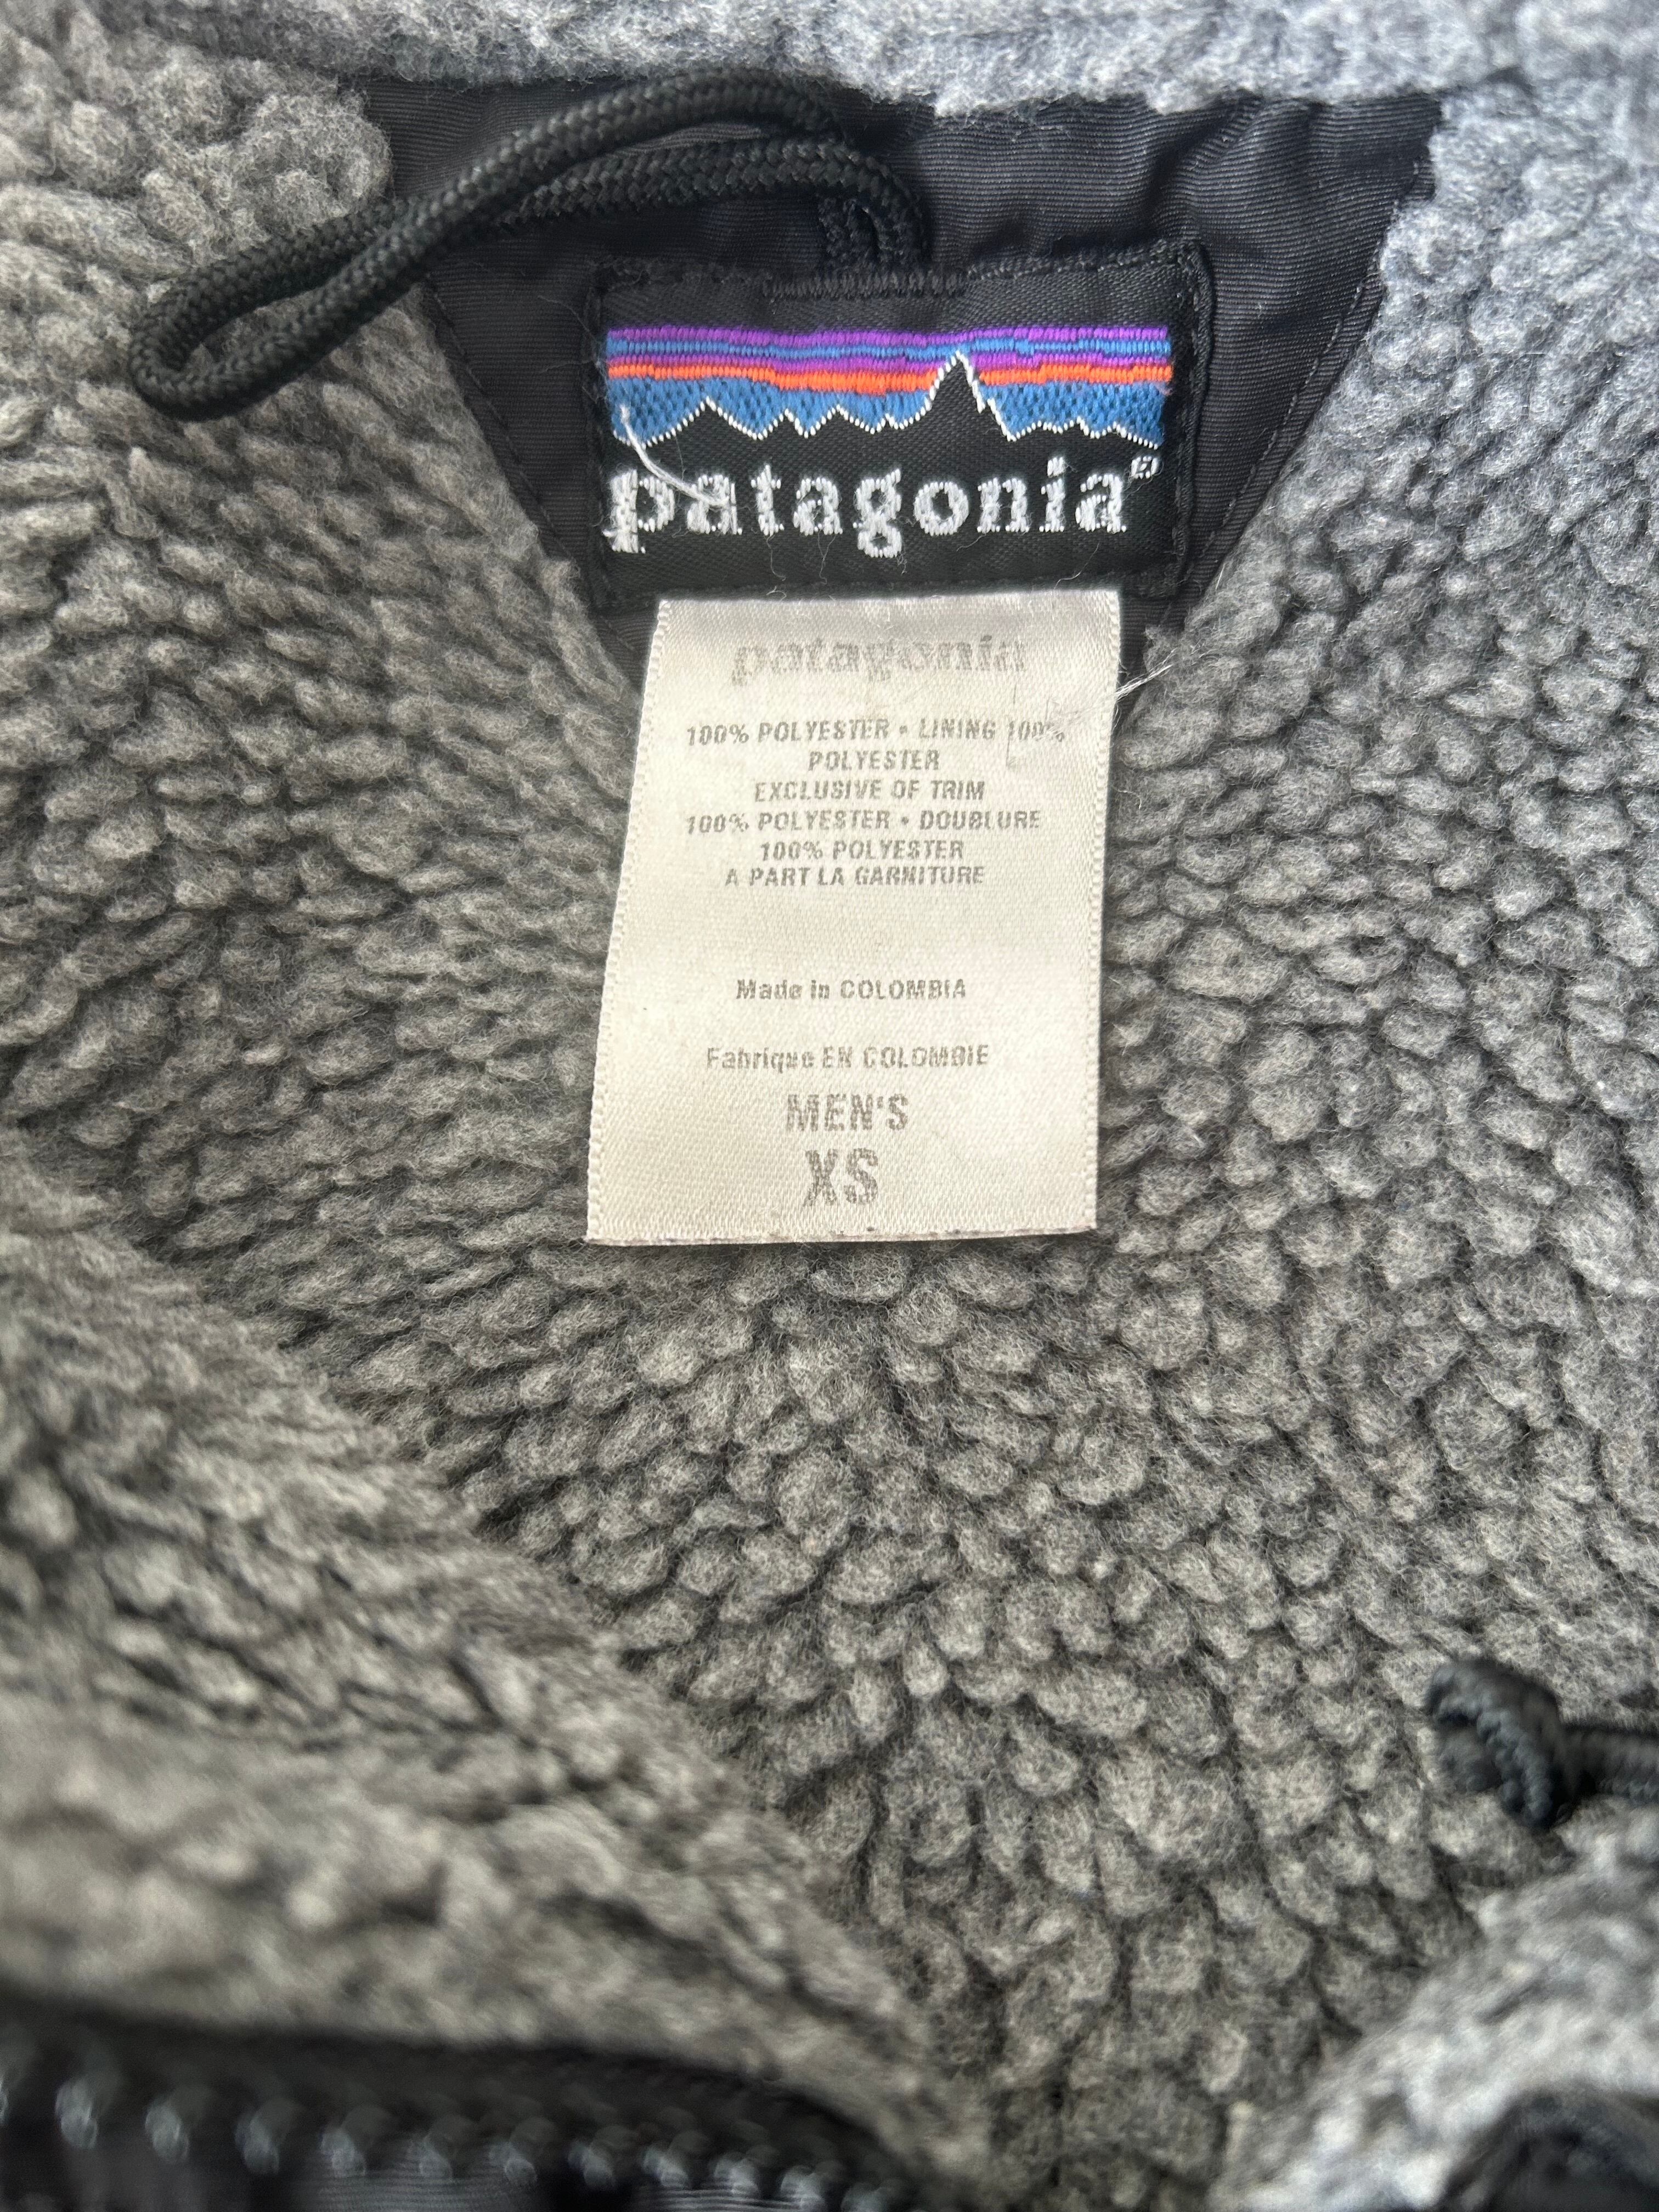 patagonia®
patagonia
100% POLYESTER • LINING 100%
POLYESTER
EXCLUSIVE OF TRIM
100% POLYESTER • DOUBLURE
100% POLYESTER
A PART LA GARNITURE
Made in COLOMBIA
Fabrique EN COLOMBIE
MEN'S
XS